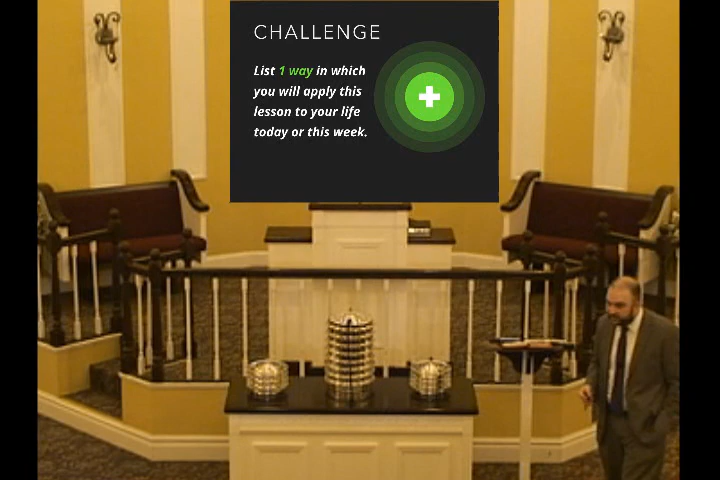 CHALLENGE
List 1 way in which
you will apply this
lesson to your life
today or this week.